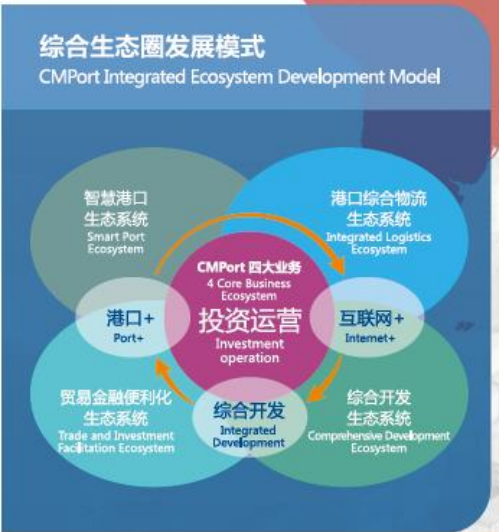 综合生态圈发展模式
CMPort Integrated Ecosystem Development Model
智慧港口
生态系统
Smart Port
Ecosystem
港口综合物流
生态系统
Integrated Logistics
Ecosystem
CMPort 四大业务
4 Core Business
Ecosystem
投资运营
Investment
operation
港口+
Port+
互联网+
Internet+
贸易金融便利化
生态系统
Trade and Investment
Facilitation Ecosystem
综合开发
Integrated
Development
综合开发
生态系统
Comprehensive Development
Ecosystem